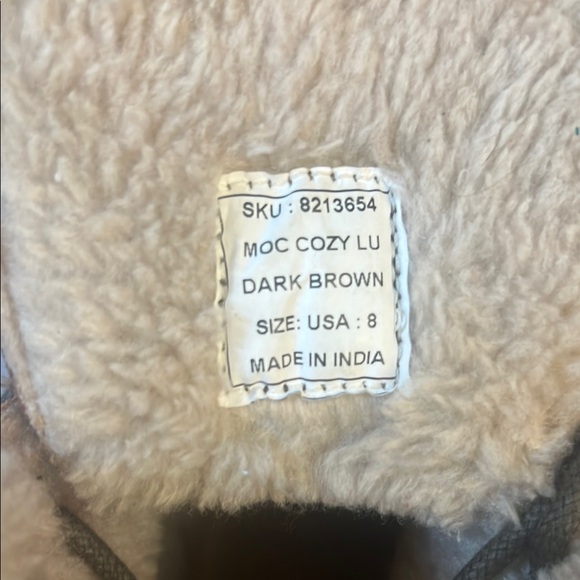 SKU : 8213654
MOC COZY LU
DARK BROWN
SIZE: USA : 8
MADE IN INDIA